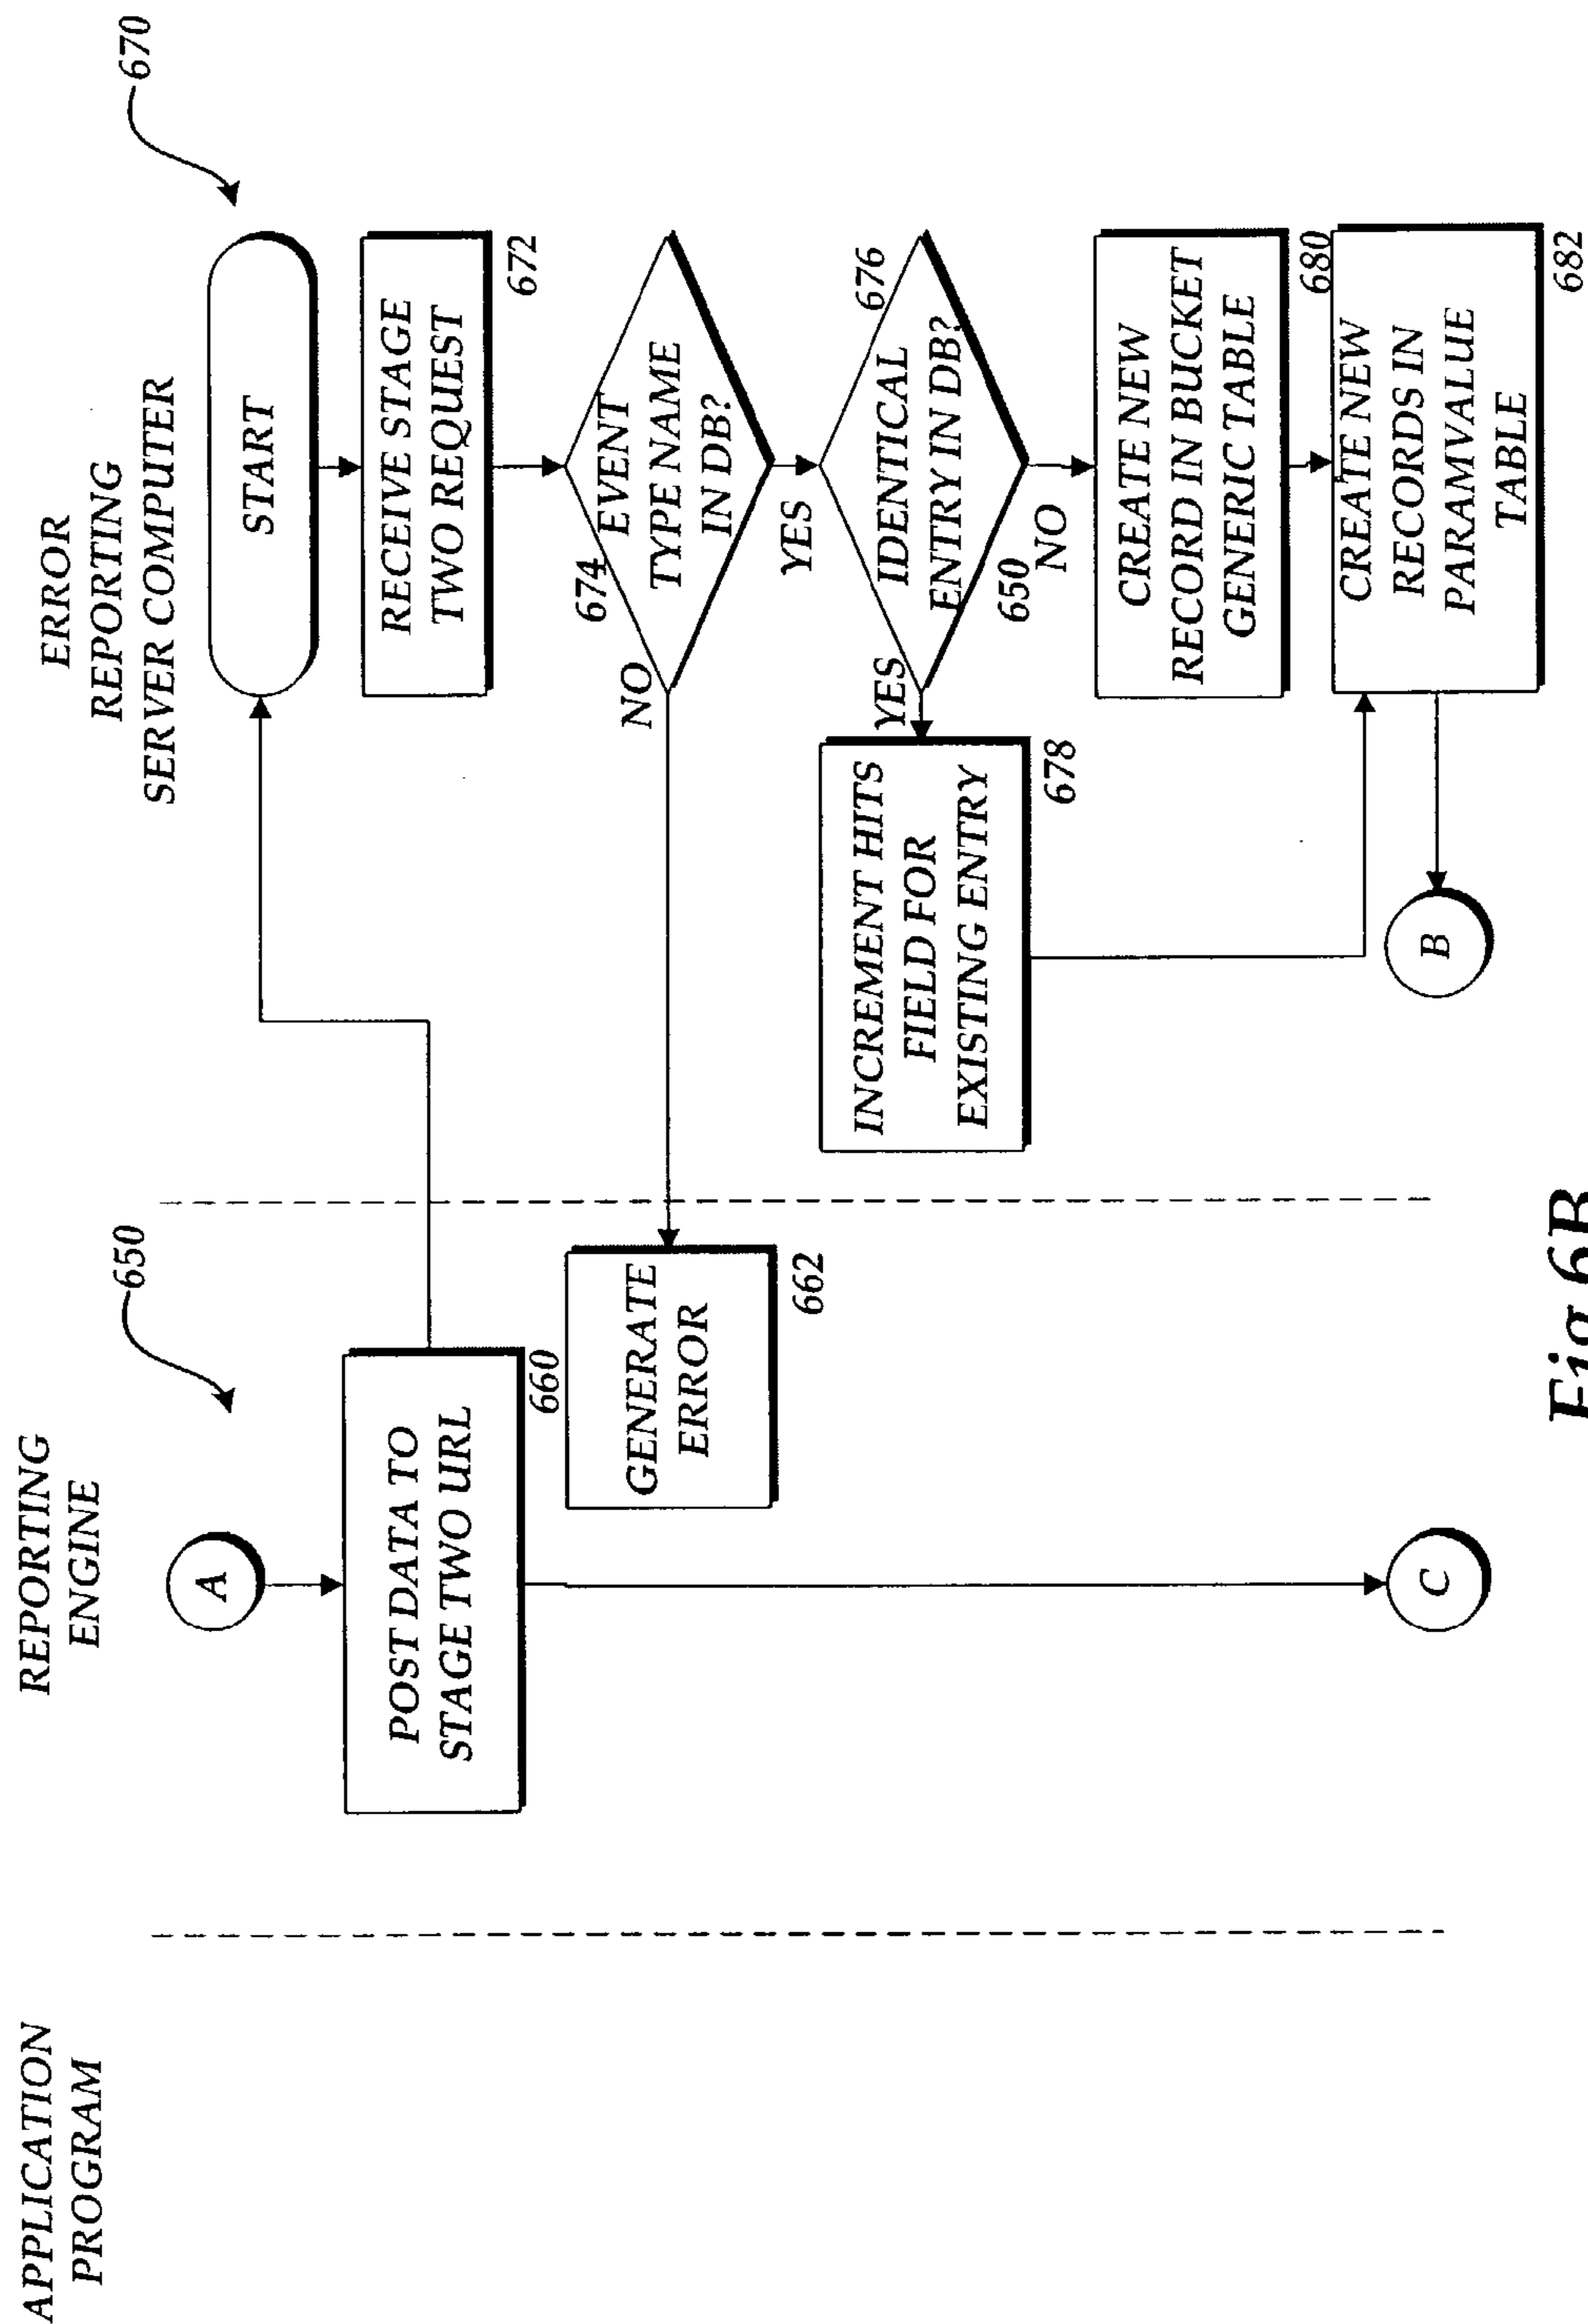 APPLICATION
PROGRAM
REPORTING
ENGINE
650
A
POST DATA TO
STAGE TWO URL
660
GENERATE
ERROR
662
C
ERROR
REPORTING
SERVER COMPUTER
670
START
RECEIVE STAGE
TWO REQUEST
672
674
EVENT
TYPE NAME
IN DB?
NO
YES
676
IDENTICAL
ENTRY IN DB?
YES
650
NO
INCREMENT HITS
FIELD FOR
EXISTING ENTRY
678
CREATE NEW
RECORD IN BUCKET
GENERIC TABLE
680
CREATE NEW
RECORDS IN
PARAMVALUE
TABLE
682
B
Fig.6B